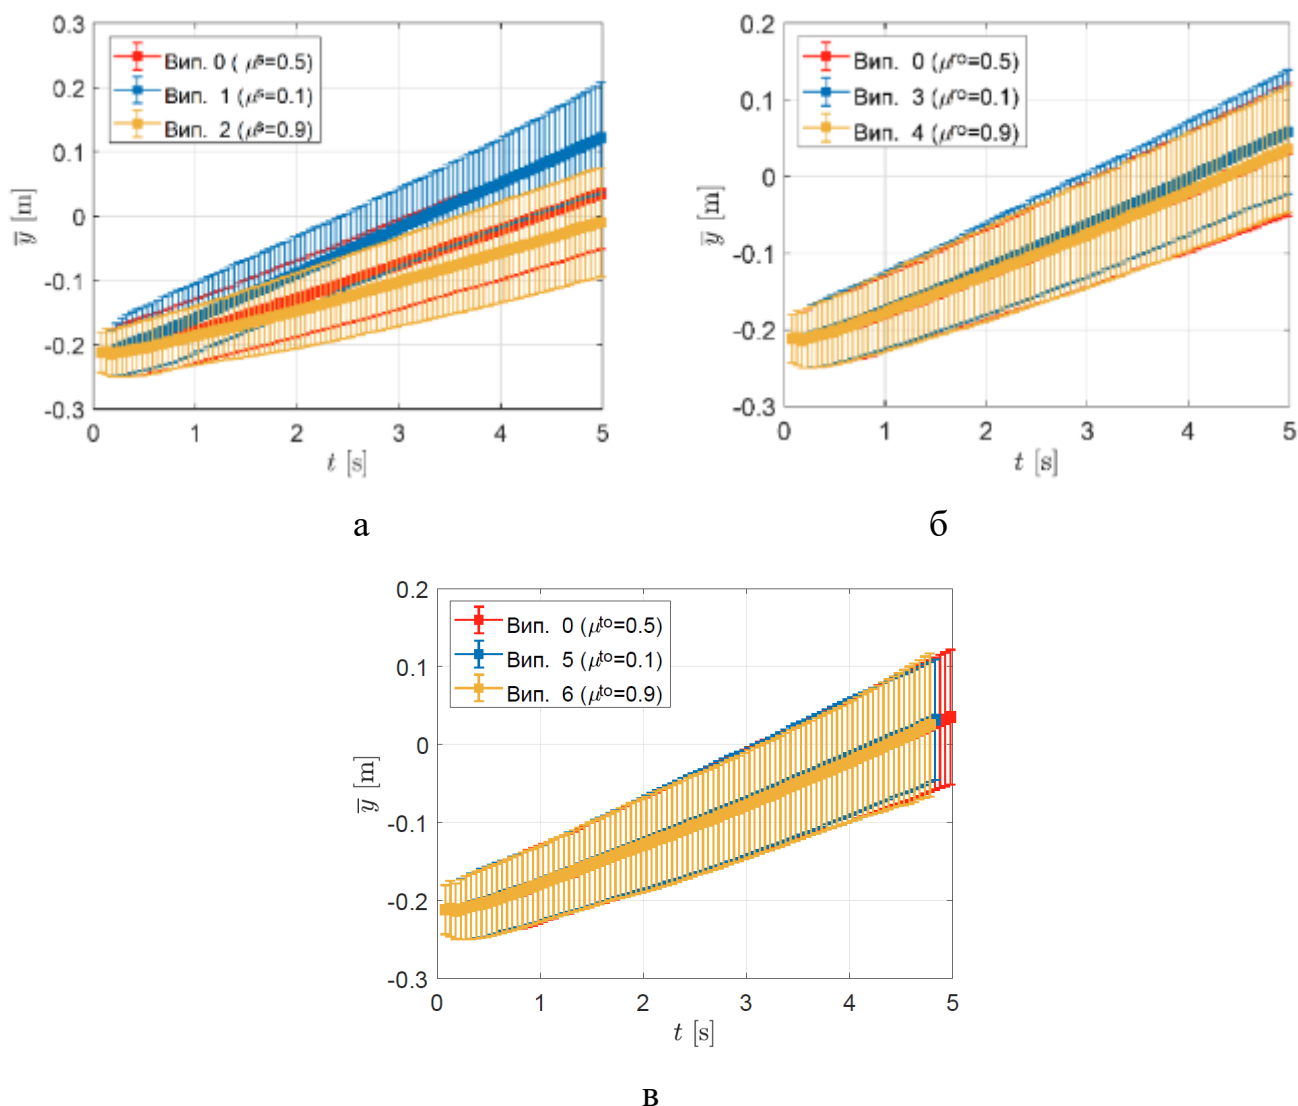 0.3
0.2
0.1
0
-0.1
-0.2
-0.3
ȳ [m]
Вип. 0 ( μˢ=0.5)
Вип. 1 (μˢ=0.1)
Вип. 2 (μˢ=0.9)
0 1 2 3 4 5
t [s]
а
0.2
0.1
0
-0.1
-0.2
-0.3
ȳ [m]
Вип. 0 (μʳᵒ=0.5)
Вип. 3 (μʳᵒ=0.1)
Вип. 4 (μʳᵒ=0.9)
0 1 2 3 4 5
t [s]
б
0.2
0.1
0
-0.1
-0.2
-0.3
ȳ [m]
Вип. 0 (μᵗᵒ=0.5)
Вип. 5 (μᵗᵒ=0.1)
Вип. 6 (μᵗᵒ=0.9)
0 1 2 3 4 5
t [s]
в